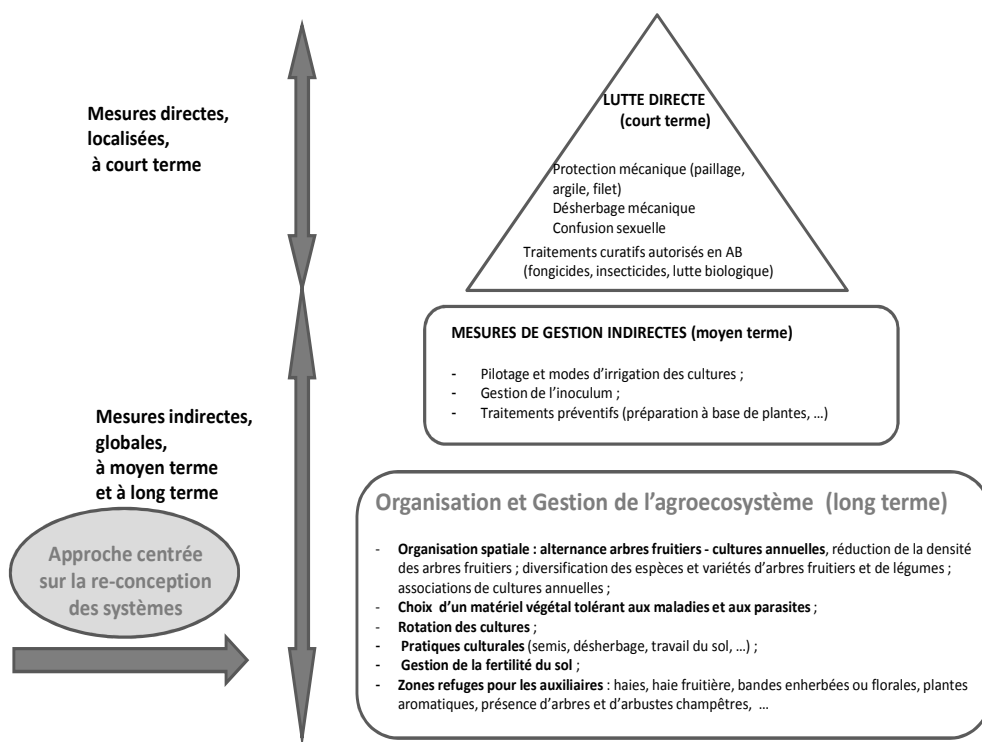 Mesures directes,
localisées,
à court terme
LUTTE DIRECTE
(court terme)
Protection mécanique (paillage,
argile, filet)
Désherbage mécanique
Confusion sexuelle
Traitements curatifs autorisés en AB
(fongicides, insecticides, lutte biologique)
MESURES DE GESTION INDIRECTES (moyen terme)
- Pilotage et modes d'irrigation des cultures ;
- Gestion de l'inoculum ;
- Traitements préventifs (préparation à base de plantes, …)
Mesures indirectes,
globales,
à moyen terme
et à long terme
Approche centrée
sur la re-conception
des systèmes
Organisation et Gestion de l'agroecosystème (long terme)
- Organisation spatiale : alternance arbres fruitiers - cultures annuelles, réduction de la densité
des arbres fruitiers ; diversification des espèces et variétés d'arbres fruitiers et de légumes ;
associations de cultures annuelles ;
- Choix d'un matériel végétal tolérant aux maladies et aux parasites ;
- Rotation des cultures ;
- Pratiques culturales (semis, désherbage, travail du sol, …) ;
- Gestion de la fertilité du sol ;
- Zones refuges pour les auxiliaires : haies, haie fruitière, bandes enherbées ou florales, plantes
aromatiques, présence d'arbres et d'arbustes champêtres, …